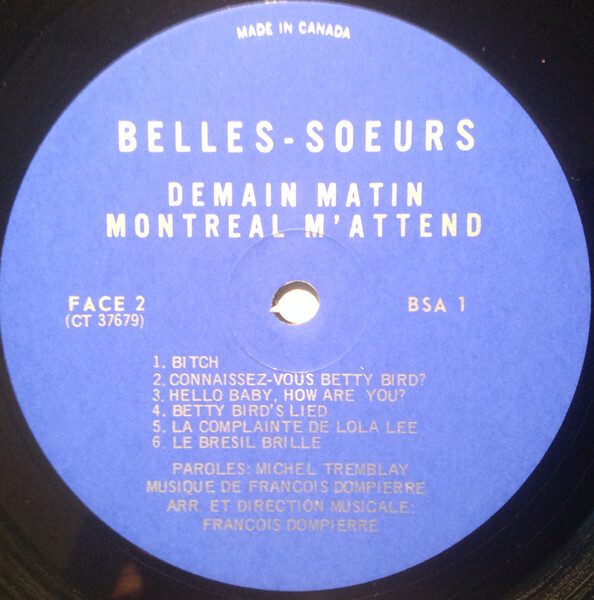 MADE IN CANADA
BELLES-SOEURS
DEMAIN MATIN
MONTREAL M'ATTEND
FACE 2
(CT 37679)
BSA 1
1. BITCH
2. CONNAISSEZ-VOUS BETTY BIRD?
3. HELLO BABY, HOW ARE YOU?
4. BETTY BIRD'S LIED
5. LA COMPLAINTE DE LOLA LEE
6. LE BRESIL BRILLE
PAROLES: MICHEL TREMBLAY
MUSIQUE DE FRANCOIS DOMPIERRE
ARR ET DIRECTION MUSICALE:
FRANCOIS DOMPIERRE